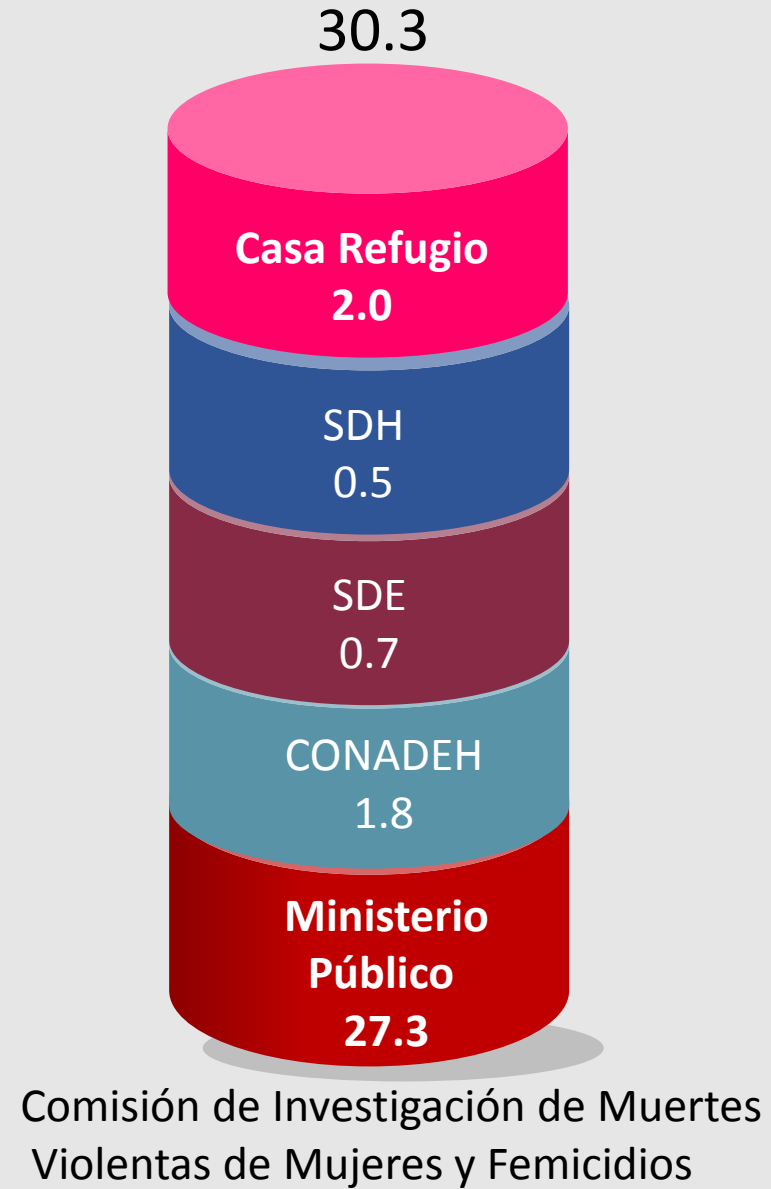 30.3
Casa Refugio
2.0
SDH
0.5
SDE
0.7
CONADEH
1.8
Ministerio
Público
27.3
Comisión de Investigación de Muertes
Violentas de Mujeres y Femicidios